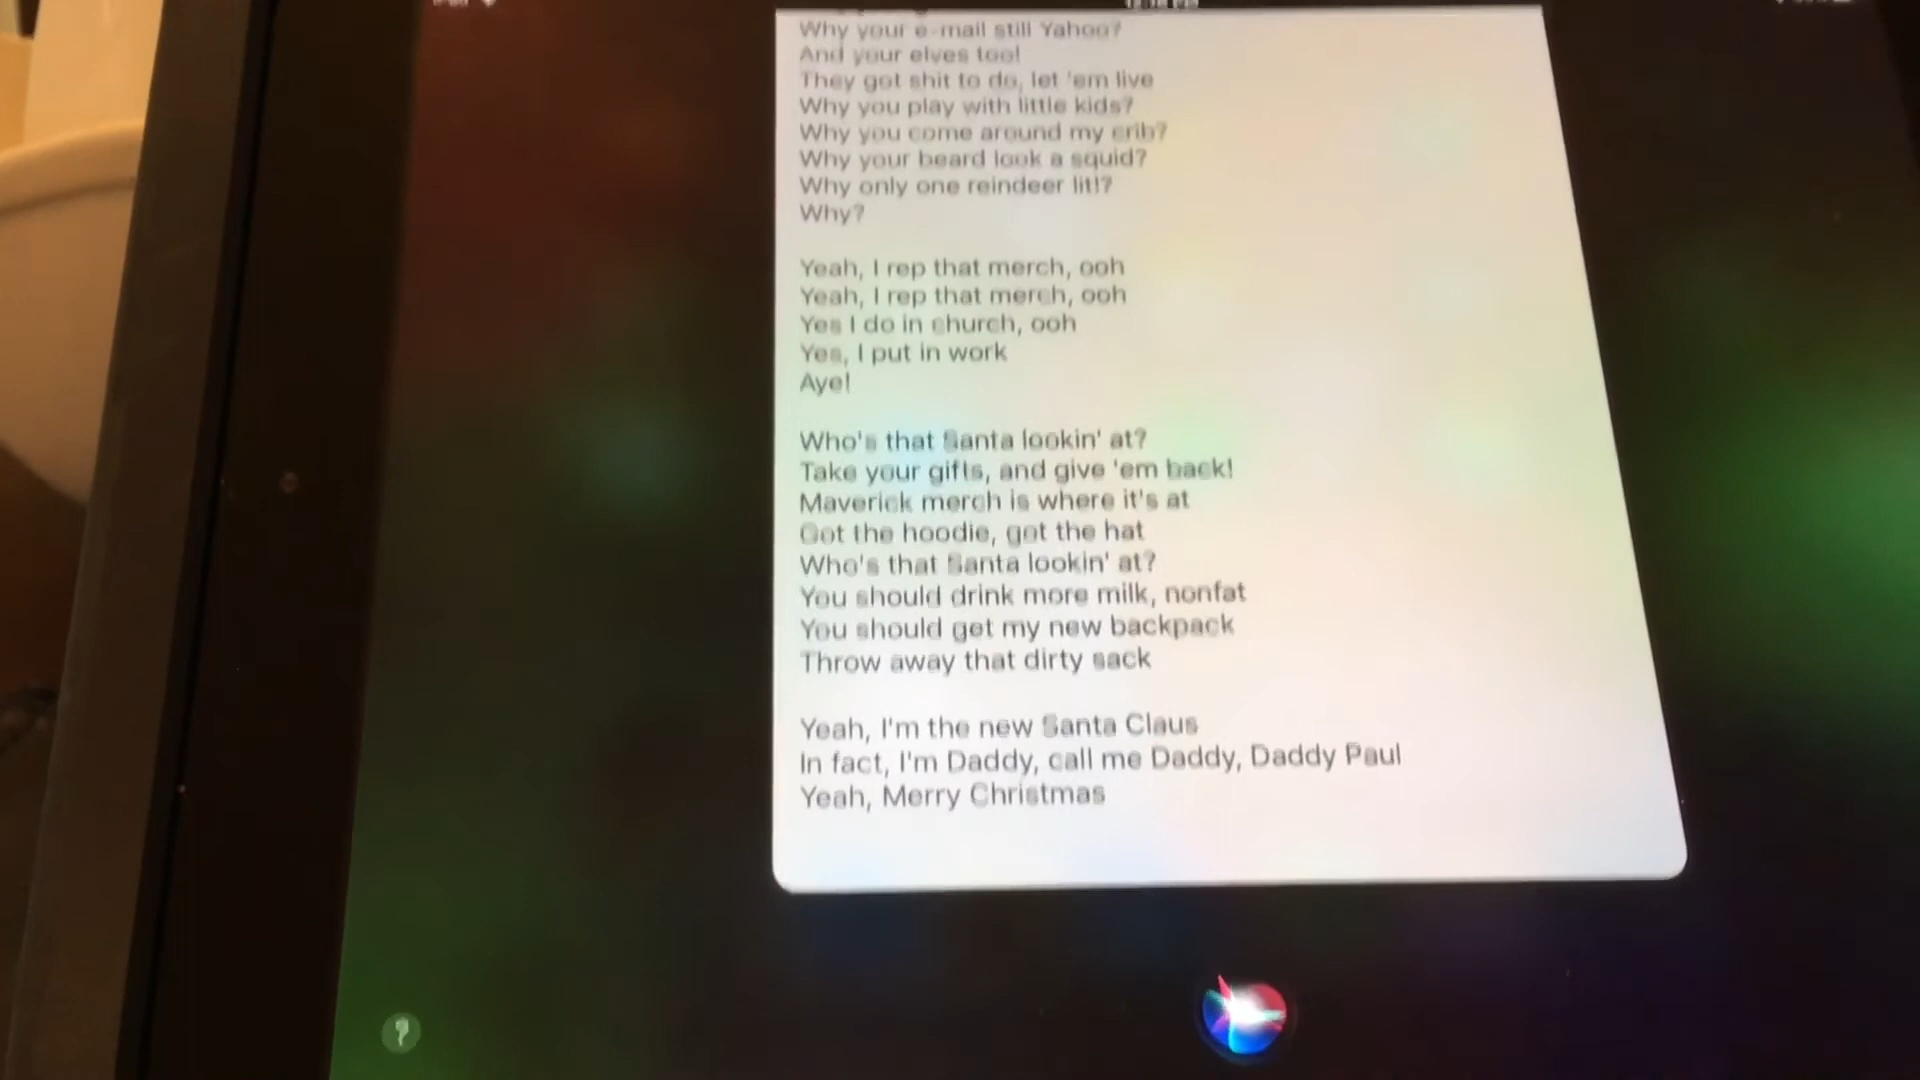 Why your e-mail still Yahoo?
And your elves too!
They got shit to do, let 'em live
Why you play with little kids?
Why you come around my crib?
Why your beard look a squid?
Why only one reindeer lit!?
Why?
Yeah, I rep that merch, ooh
Yeah, I rep that merch, ooh
Yes I do in church, ooh
Yes, I put in work
Aye!
Who's that Santa lookin' at?
Take your gifts, and give 'em back!
Maverick merch is where it's at
Got the hoodie, got the hat
Who's that Santa lookin' at?
You should drink more milk, nonfat
You should get my new backpack
Throw away that dirty sack
Yeah, I'm the new Santa Claus
In fact, I'm Daddy, call me Daddy, Daddy Paul
Yeah, Merry Christmas
?